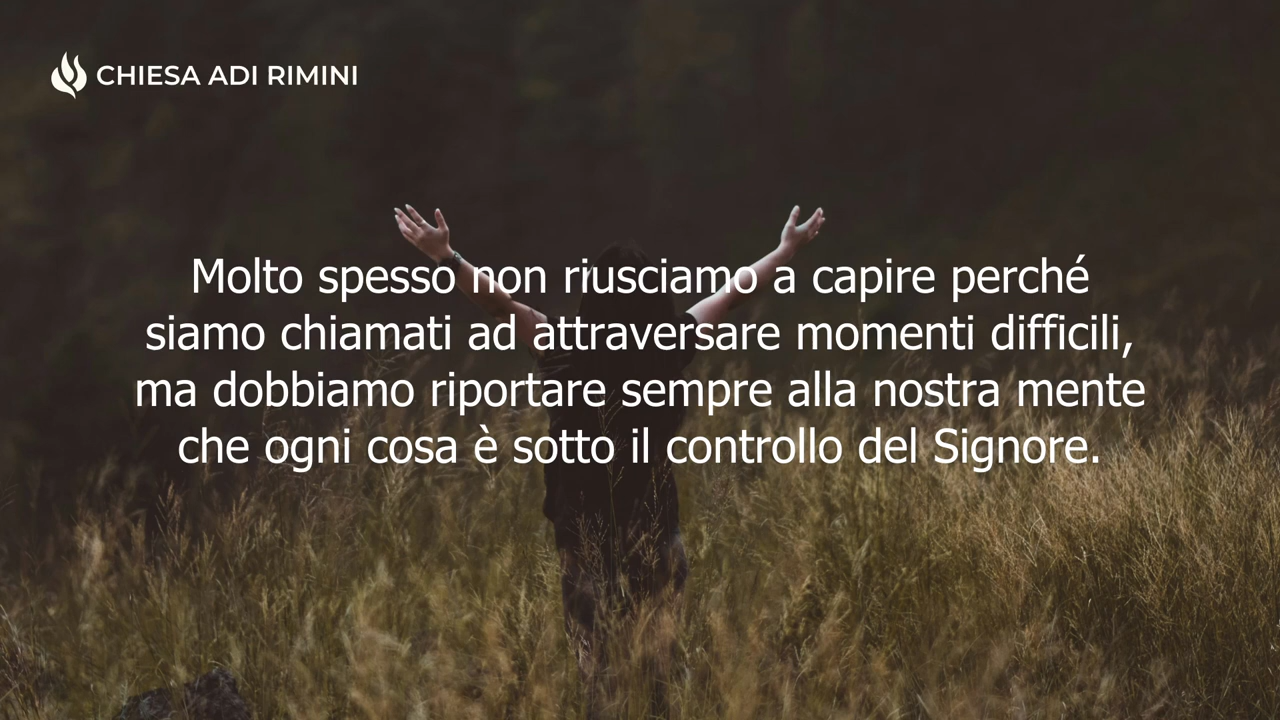 CHIESA ADI RIMINI
Molto spesso non riusciamo a capire perché
siamo chiamati ad attraversare momenti difficili,
ma dobbiamo riportare sempre alla nostra mente
che ogni cosa è sotto il controllo del Signore.